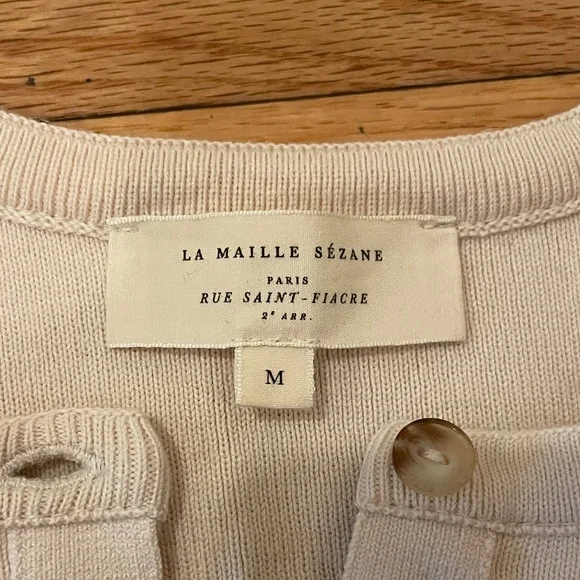 LA MAILLE SÉZANE
PARIS
RUE SAINT-FIACRE
2ᵉ ARR.
M